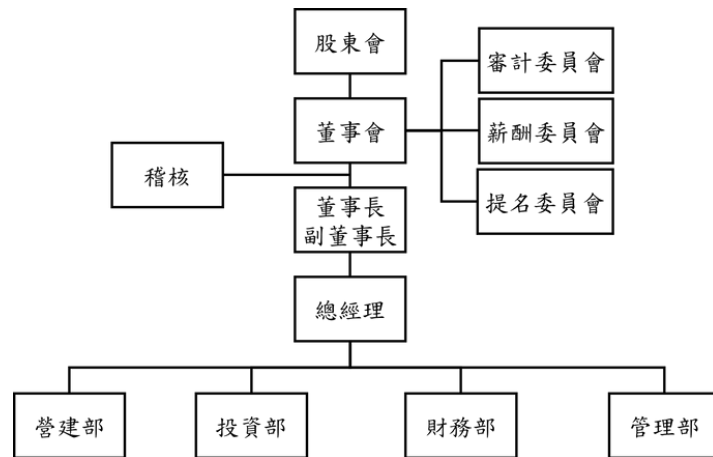 股東會
審計委員會
董事會
薪酬委員會
稽核
提名委員會
董事長
副董事長
總經理
營建部
投資部
財務部
管理部